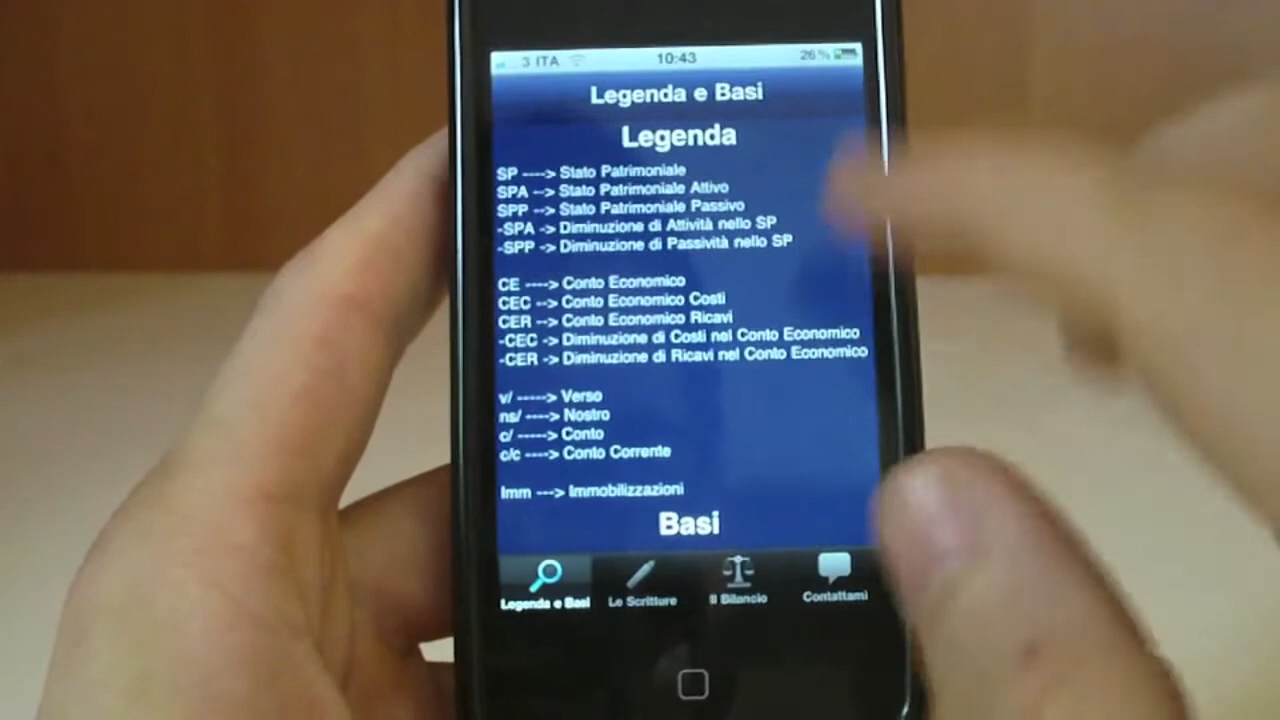 3 ITA 10:43 26%
Legenda e Basi
Legenda
SP ----> Stato Patrimoniale
SPA --> Stato Patrimoniale Attivo
SPP --> Stato Patrimoniale Passivo
-SPA -> Diminuzione di Attività nello SP
-SPP -> Diminuzione di Passività nello SP
CE ----> Conto Economico
CEC --> Conto Economico Costi
CER --> Conto Economico Ricavi
-CEC -> Diminuzione di Costi nel Conto Economico
-CER -> Diminuzione di Ricavi nel Conto Economico
v/ -----> Verso
ns/ ----> Nostro
c/ -----> Conto
c/c ----> Conto Corrente
Imm ---> Immobilizzazioni
Basi
Legenda e Basi Le Scritture Il Bilancio Contattami